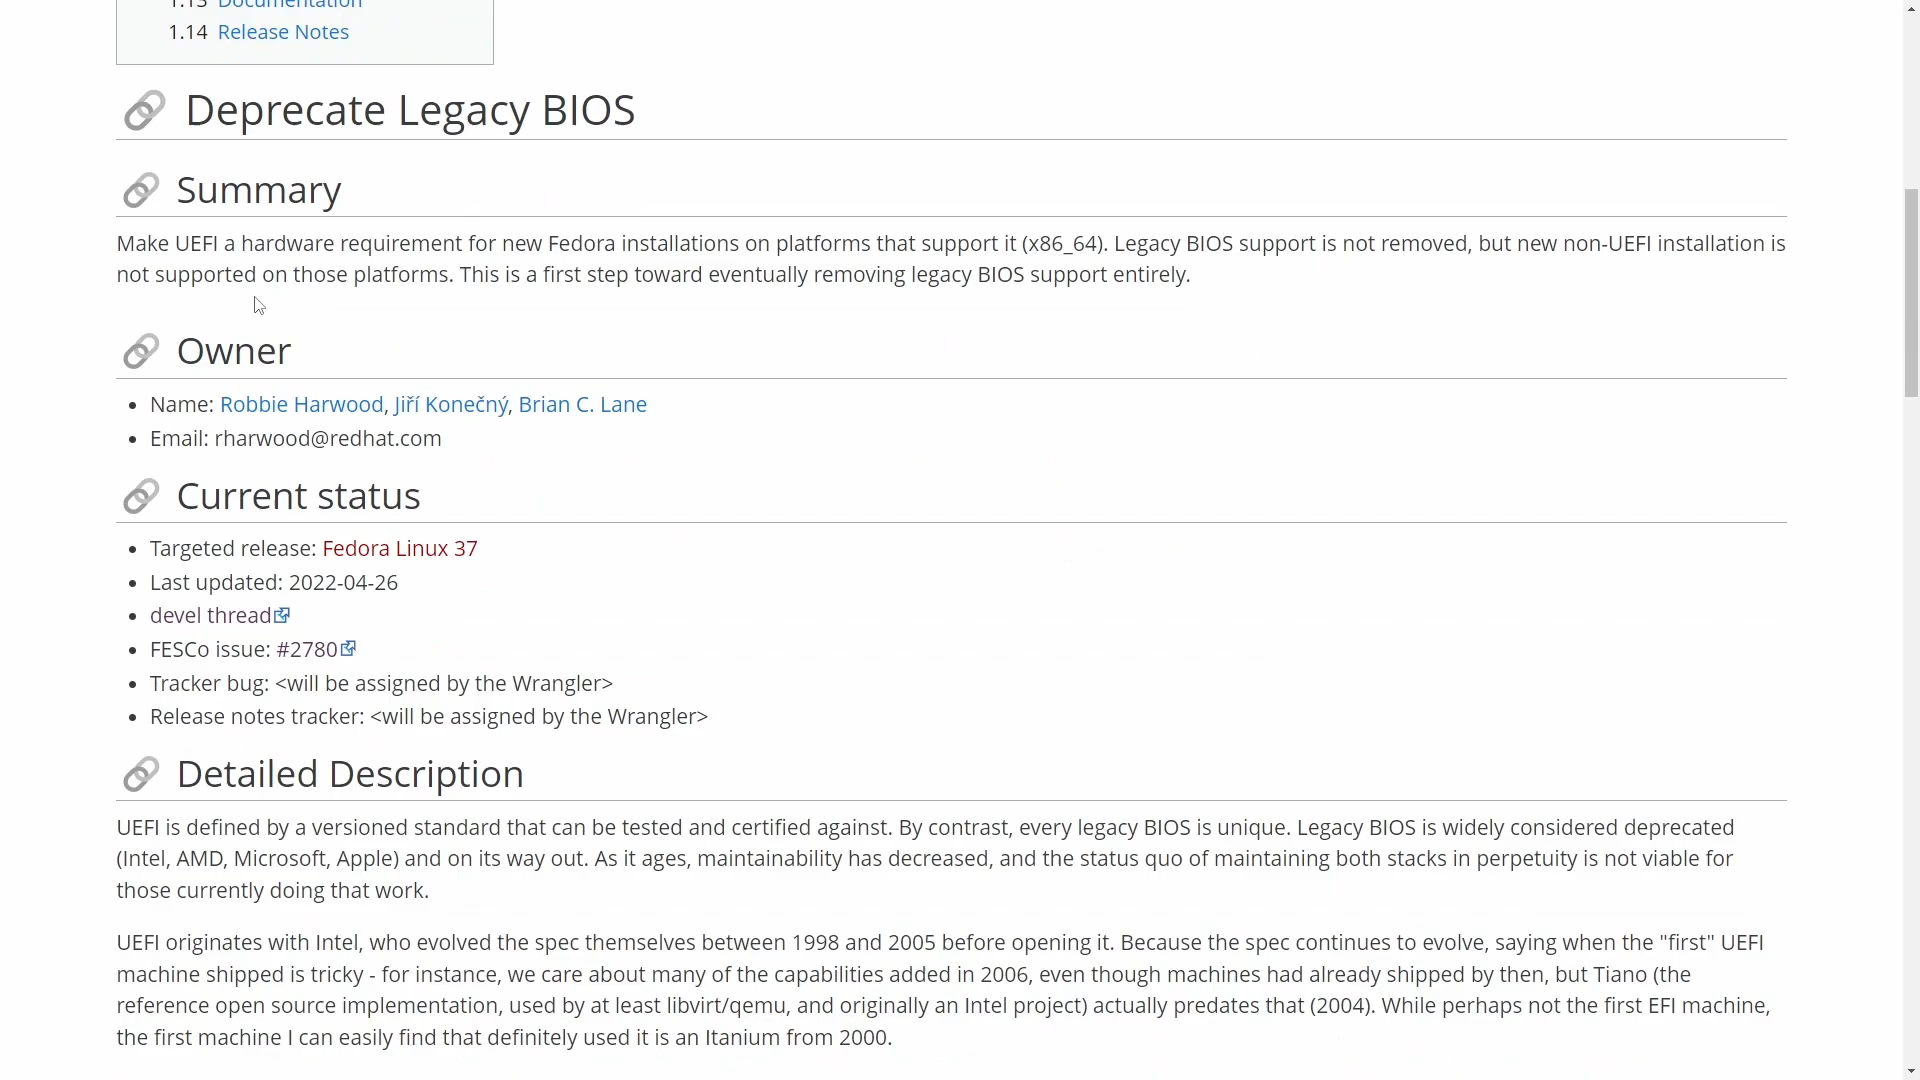 1.13 Documentation
1.14 Release Notes
Deprecate Legacy BIOS
Summary
Make UEFI a hardware requirement for new Fedora installations on platforms that support it (x86_64). Legacy BIOS support is not removed, but new non-UEFI installation is
not supported on those platforms. This is a first step toward eventually removing legacy BIOS support entirely.
Owner
Name: Robbie Harwood, Jiří Konečný, Brian C. Lane
Email: rharwood@redhat.com
Current status
Targeted release: Fedora Linux 37
Last updated: 2022-04-26
devel thread
FESCo issue: #2780
Tracker bug: <will be assigned by the Wrangler>
Release notes tracker: <will be assigned by the Wrangler>
Detailed Description
UEFI is defined by a versioned standard that can be tested and certified against. By contrast, every legacy BIOS is unique. Legacy BIOS is widely considered deprecated
(Intel, AMD, Microsoft, Apple) and on its way out. As it ages, maintainability has decreased, and the status quo of maintaining both stacks in perpetuity is not viable for
those currently doing that work.
UEFI originates with Intel, who evolved the spec themselves between 1998 and 2005 before opening it. Because the spec continues to evolve, saying when the "first" UEFI
machine shipped is tricky - for instance, we care about many of the capabilities added in 2006, even though machines had already shipped by then, but Tiano (the
reference open source implementation, used by at least libvirt/qemu, and originally an Intel project) actually predates that (2004). While perhaps not the first EFI machine,
the first machine I can easily find that definitely used it is an Itanium from 2000.